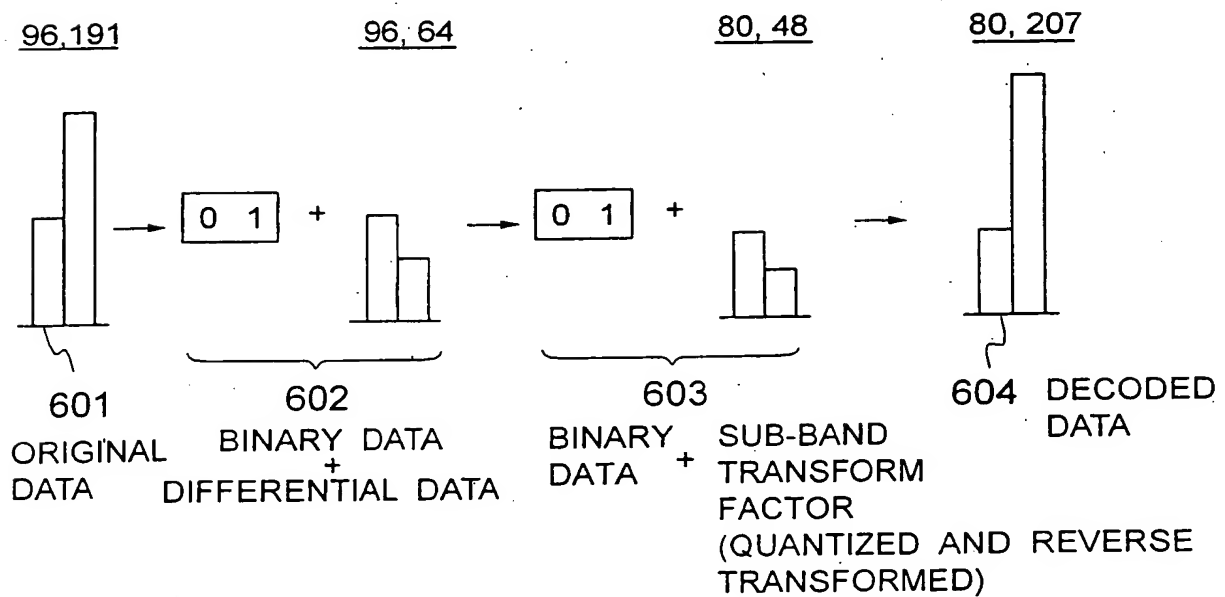 96,191
96, 64
80, 48
80, 207
0 1
+
0 1
+
601
ORIGINAL
DATA
602
BINARY DATA
+
DIFFERENTIAL DATA
603
BINARY
DATA
+
SUB-BAND
TRANSFORM
FACTOR
(QUANTIZED AND REVERSE
TRANSFORMED)
604 DECODED
DATA